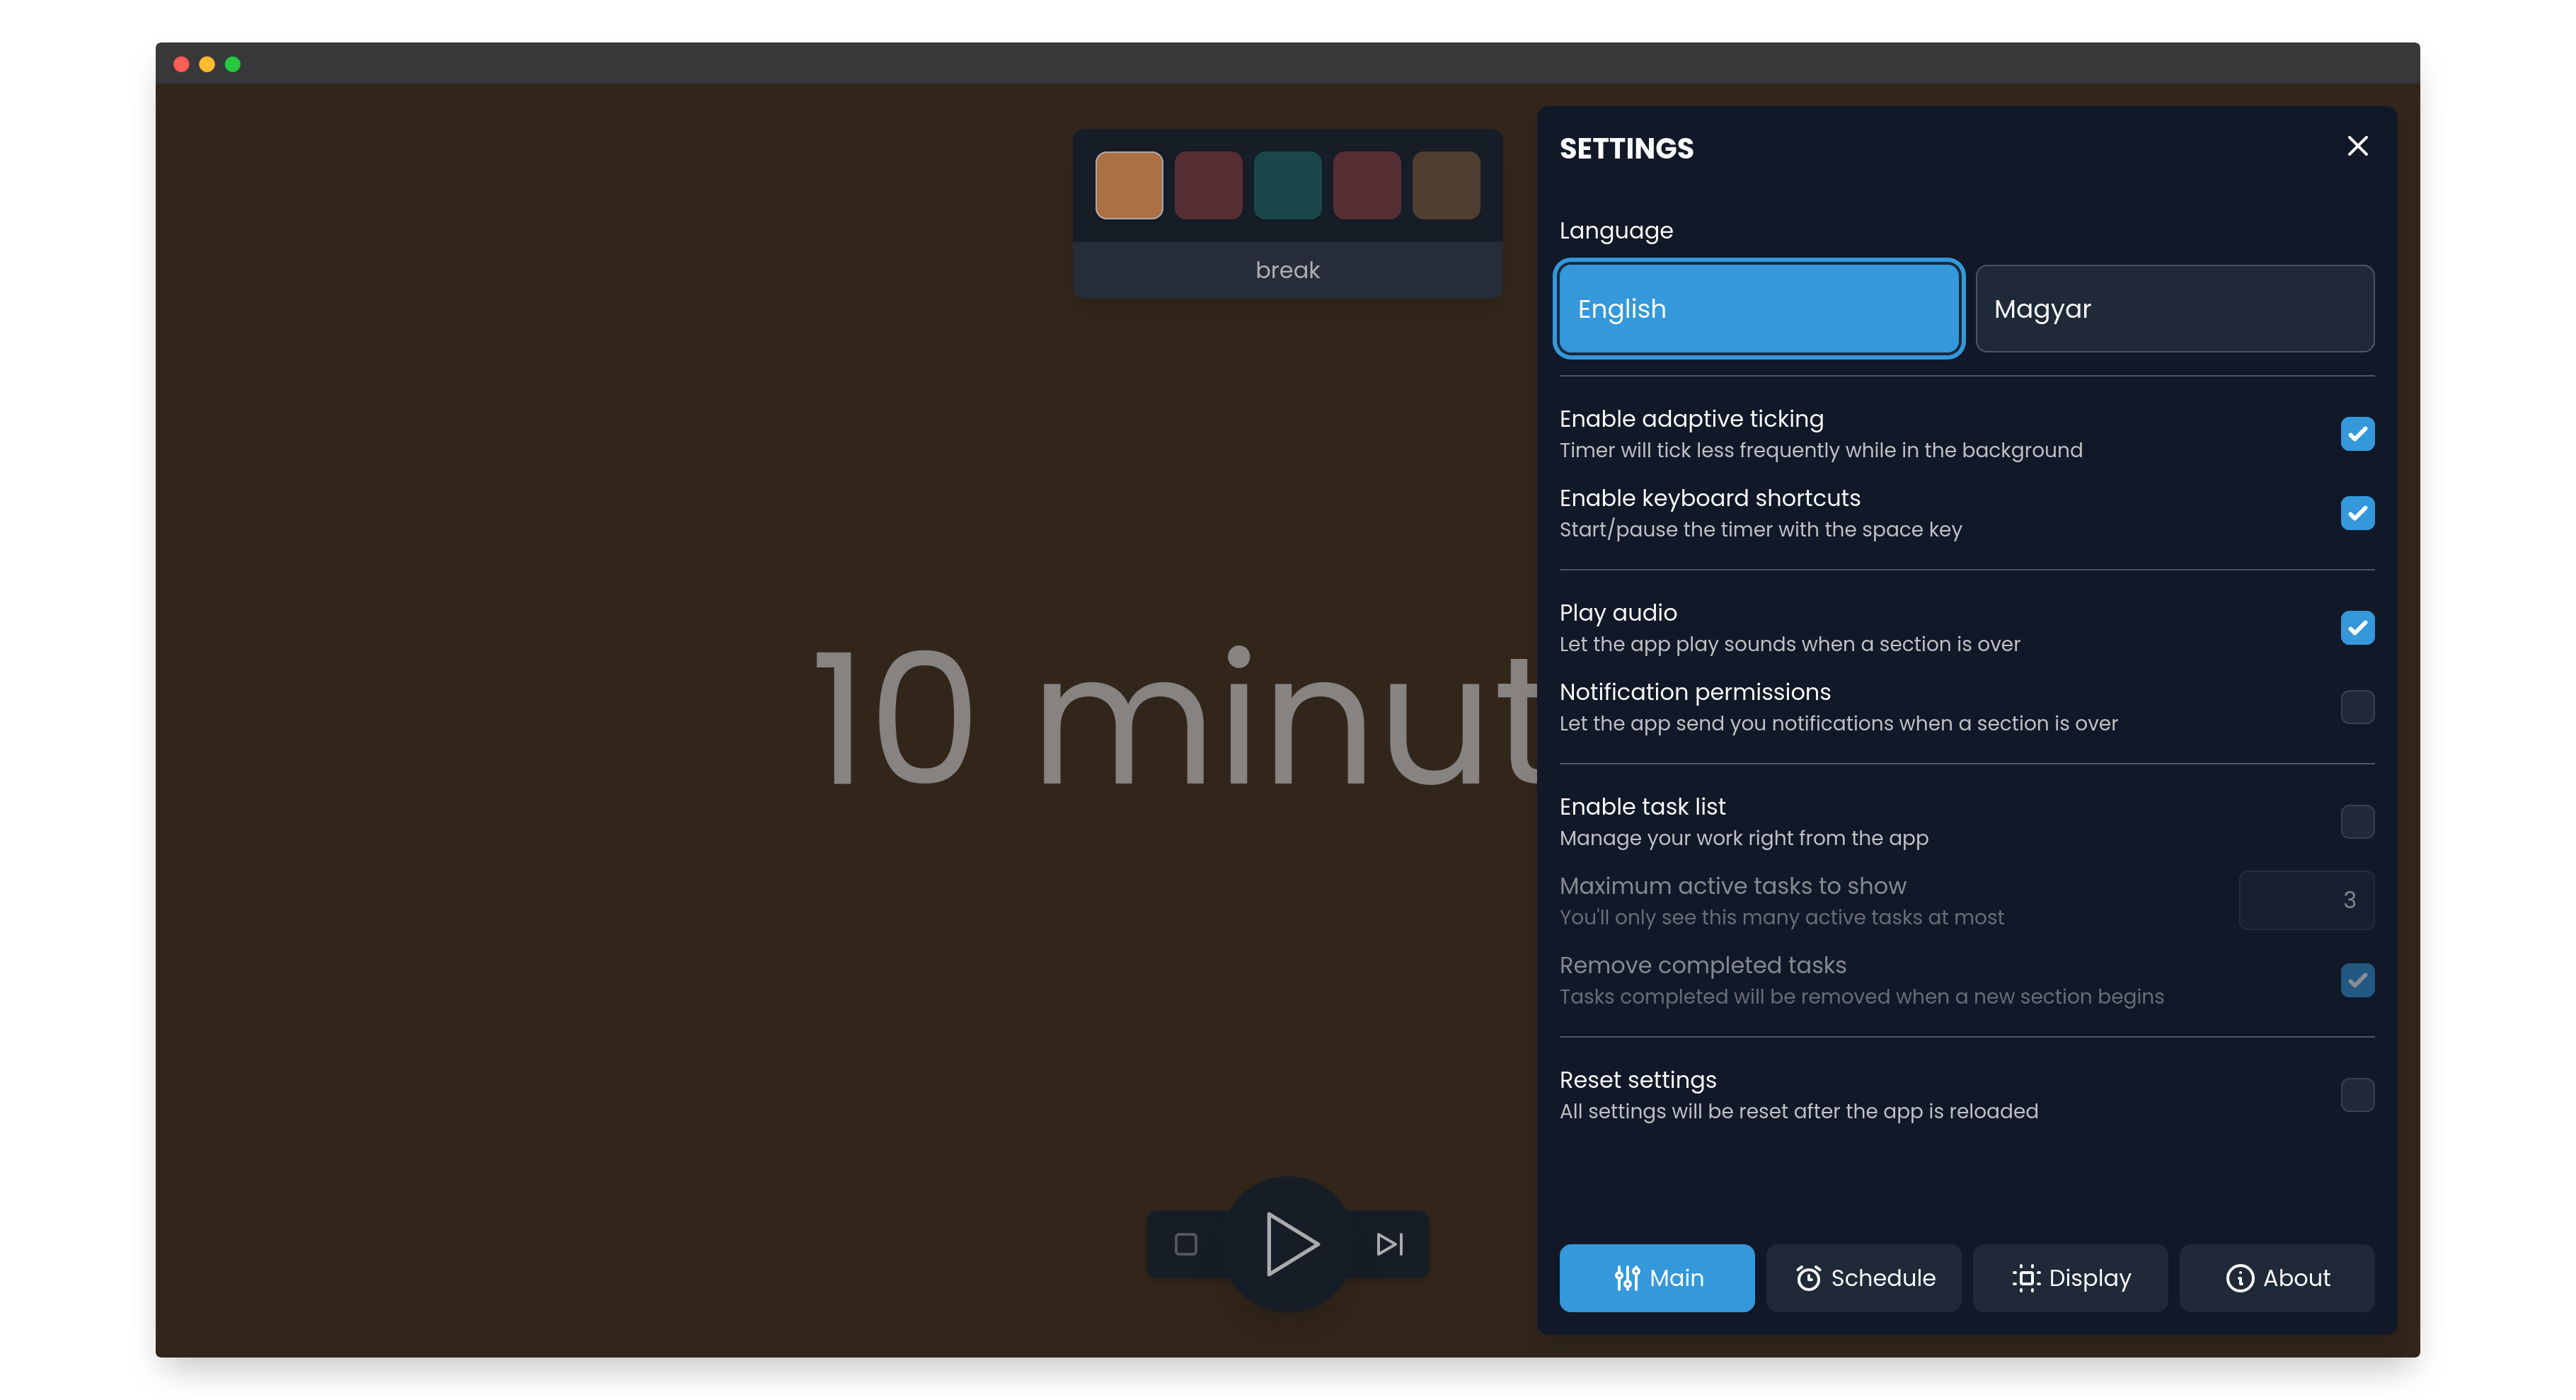 break
10 minut
SETTINGS
Language
English
Magyar
Enable adaptive ticking
Timer will tick less frequently while in the background
Enable keyboard shortcuts
Start/pause the timer with the space key
Play audio
Let the app play sounds when a section is over
Notification permissions
Let the app send you notifications when a section is over
Enable task list
Manage your work right from the app
Maximum active tasks to show
You'll only see this many active tasks at most
3
Remove completed tasks
Tasks completed will be removed when a new section begins
Reset settings
All settings will be reset after the app is reloaded
Main
Schedule
Display
About